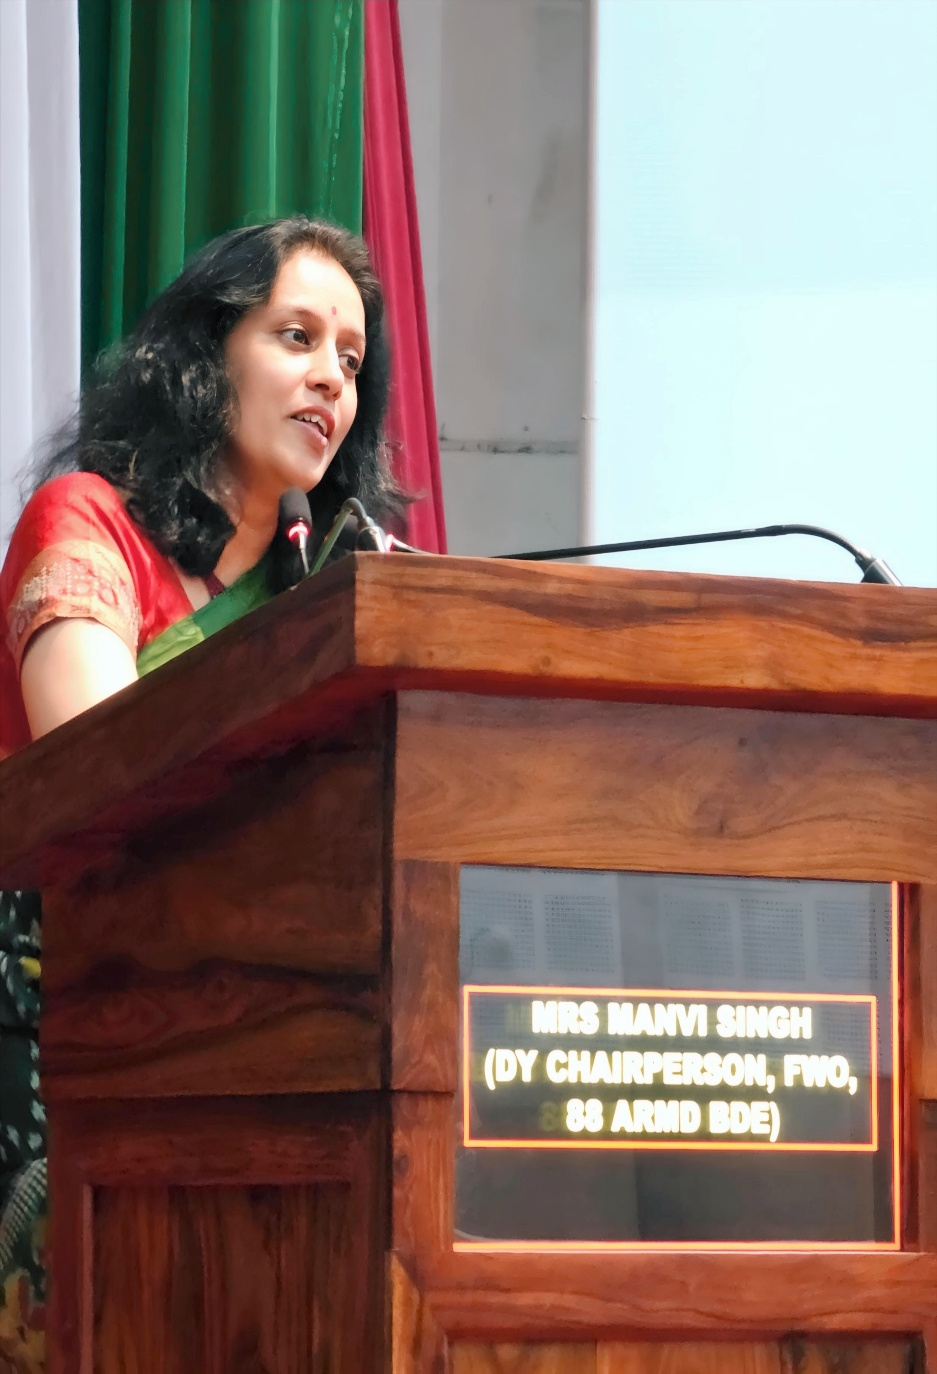 MRS MANVI SINGH
(DY CHAIRPERSON, FWO,
88 ARMD BDE)